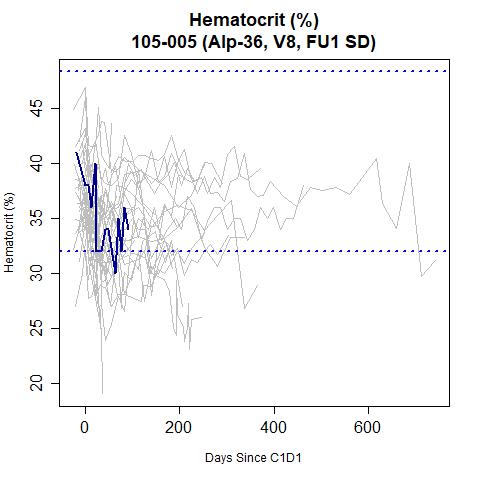 Hematocrit (%)
105-005 (Alp-36, V8, FU1 SD)
Hematocrit (%)
45
40
35
30
25
20
0
200
400
600
Days Since C1D1